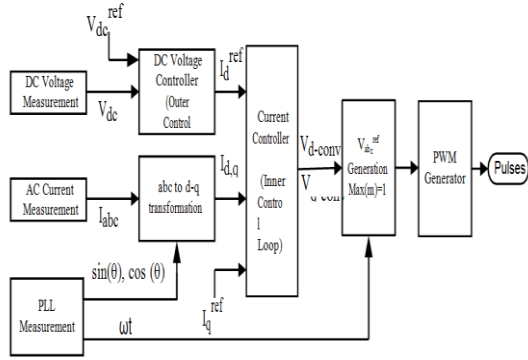 V_dc^ref
DC Voltage
Measurement
V_dc
DC Voltage
Controller
(Outer
Control
I_d^ref
Current
Controller
(Inner
Contro
l
Loop)
AC Current
Measurement
I_abc
abc to d-q
transformation
I_d,q
V_d-conv
V
V_abc^ref
Generation
Max(m)=1
PWM
Generator
Pulses
sin(θ), cos (θ)
PLL
Measurement
ωt
I_q^ref